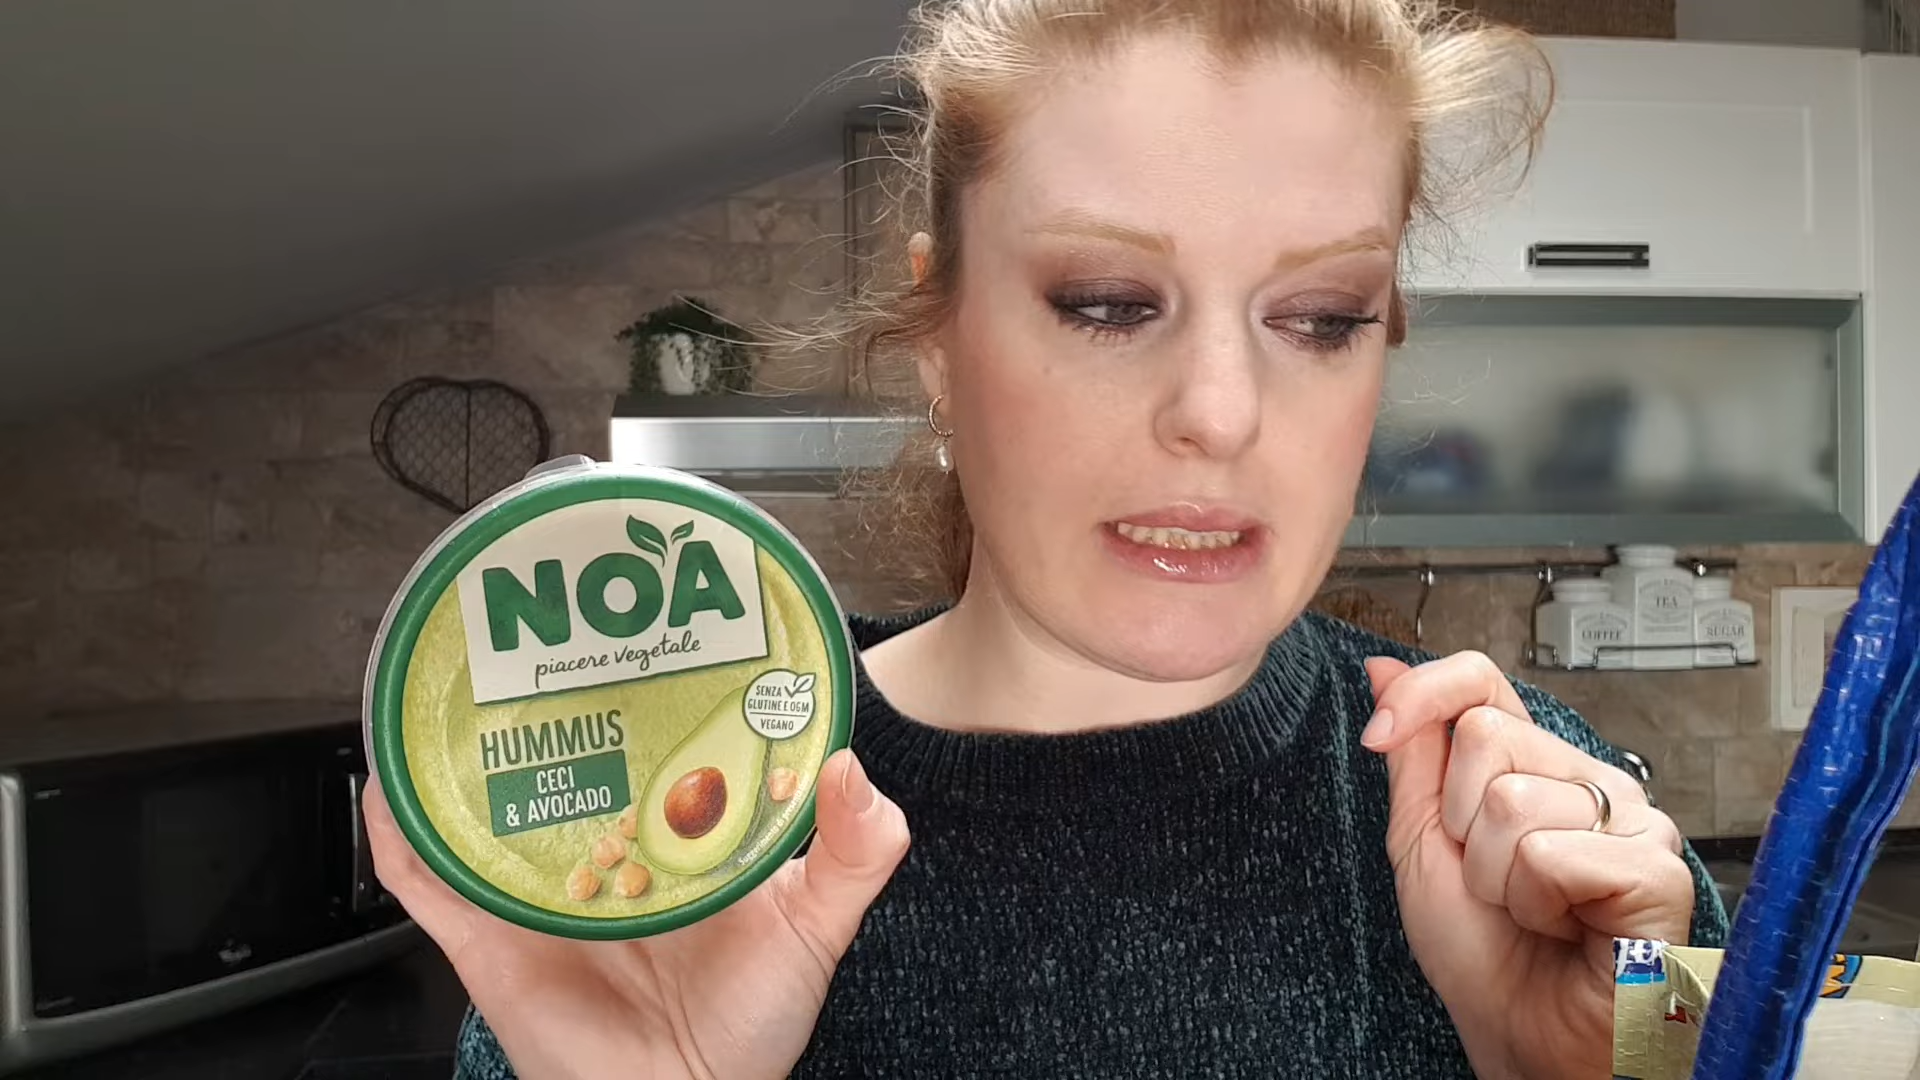 NOA
piacere vegetale
SENZA
GLUTINE E OGM
VEGANO
HUMMUS
CECI
& AVOCADO
TEA
COFFEE
SUGAR